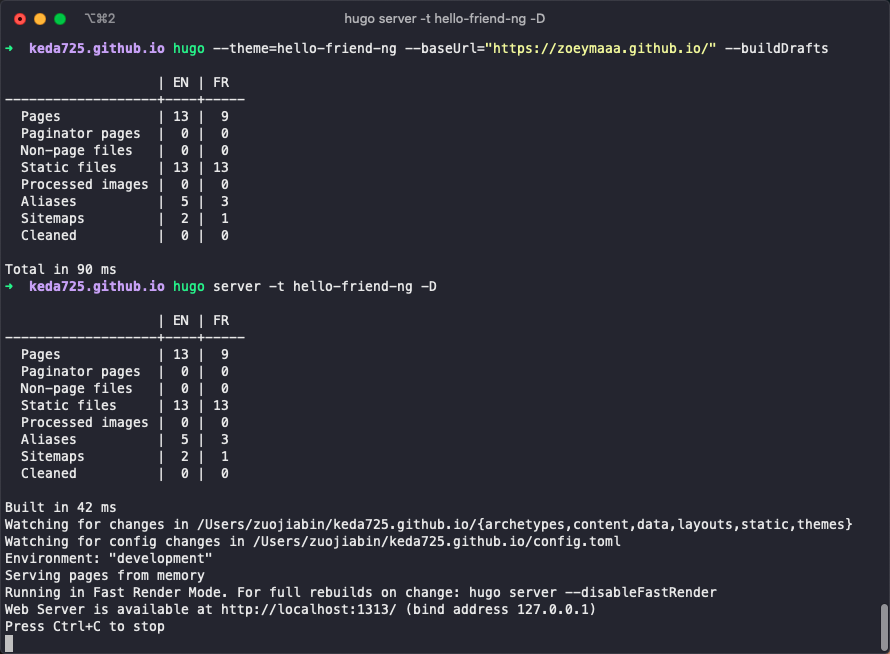 ⌥⌘2 hugo server -t hello-friend-ng -D
➜ keda725.github.io hugo --theme=hello-friend-ng --baseUrl="https://zoeymaaa.github.io/" --buildDrafts
| EN | FR
-------------------+----+-----
Pages | 13 | 9
Paginator pages | 0 | 0
Non-page files | 0 | 0
Static files | 13 | 13
Processed images | 0 | 0
Aliases | 5 | 3
Sitemaps | 2 | 1
Cleaned | 0 | 0
Total in 90 ms
➜ keda725.github.io hugo server -t hello-friend-ng -D
| EN | FR
-------------------+----+-----
Pages | 13 | 9
Paginator pages | 0 | 0
Non-page files | 0 | 0
Static files | 13 | 13
Processed images | 0 | 0
Aliases | 5 | 3
Sitemaps | 2 | 1
Cleaned | 0 | 0
Built in 42 ms
Watching for changes in /Users/zuojiabin/keda725.github.io/{archetypes,content,data,layouts,static,themes}
Watching for config changes in /Users/zuojiabin/keda725.github.io/config.toml
Environment: "development"
Serving pages from memory
Running in Fast Render Mode. For full rebuilds on change: hugo server --disableFastRender
Web Server is available at http://localhost:1313/ (bind address 127.0.0.1)
Press Ctrl+C to stop